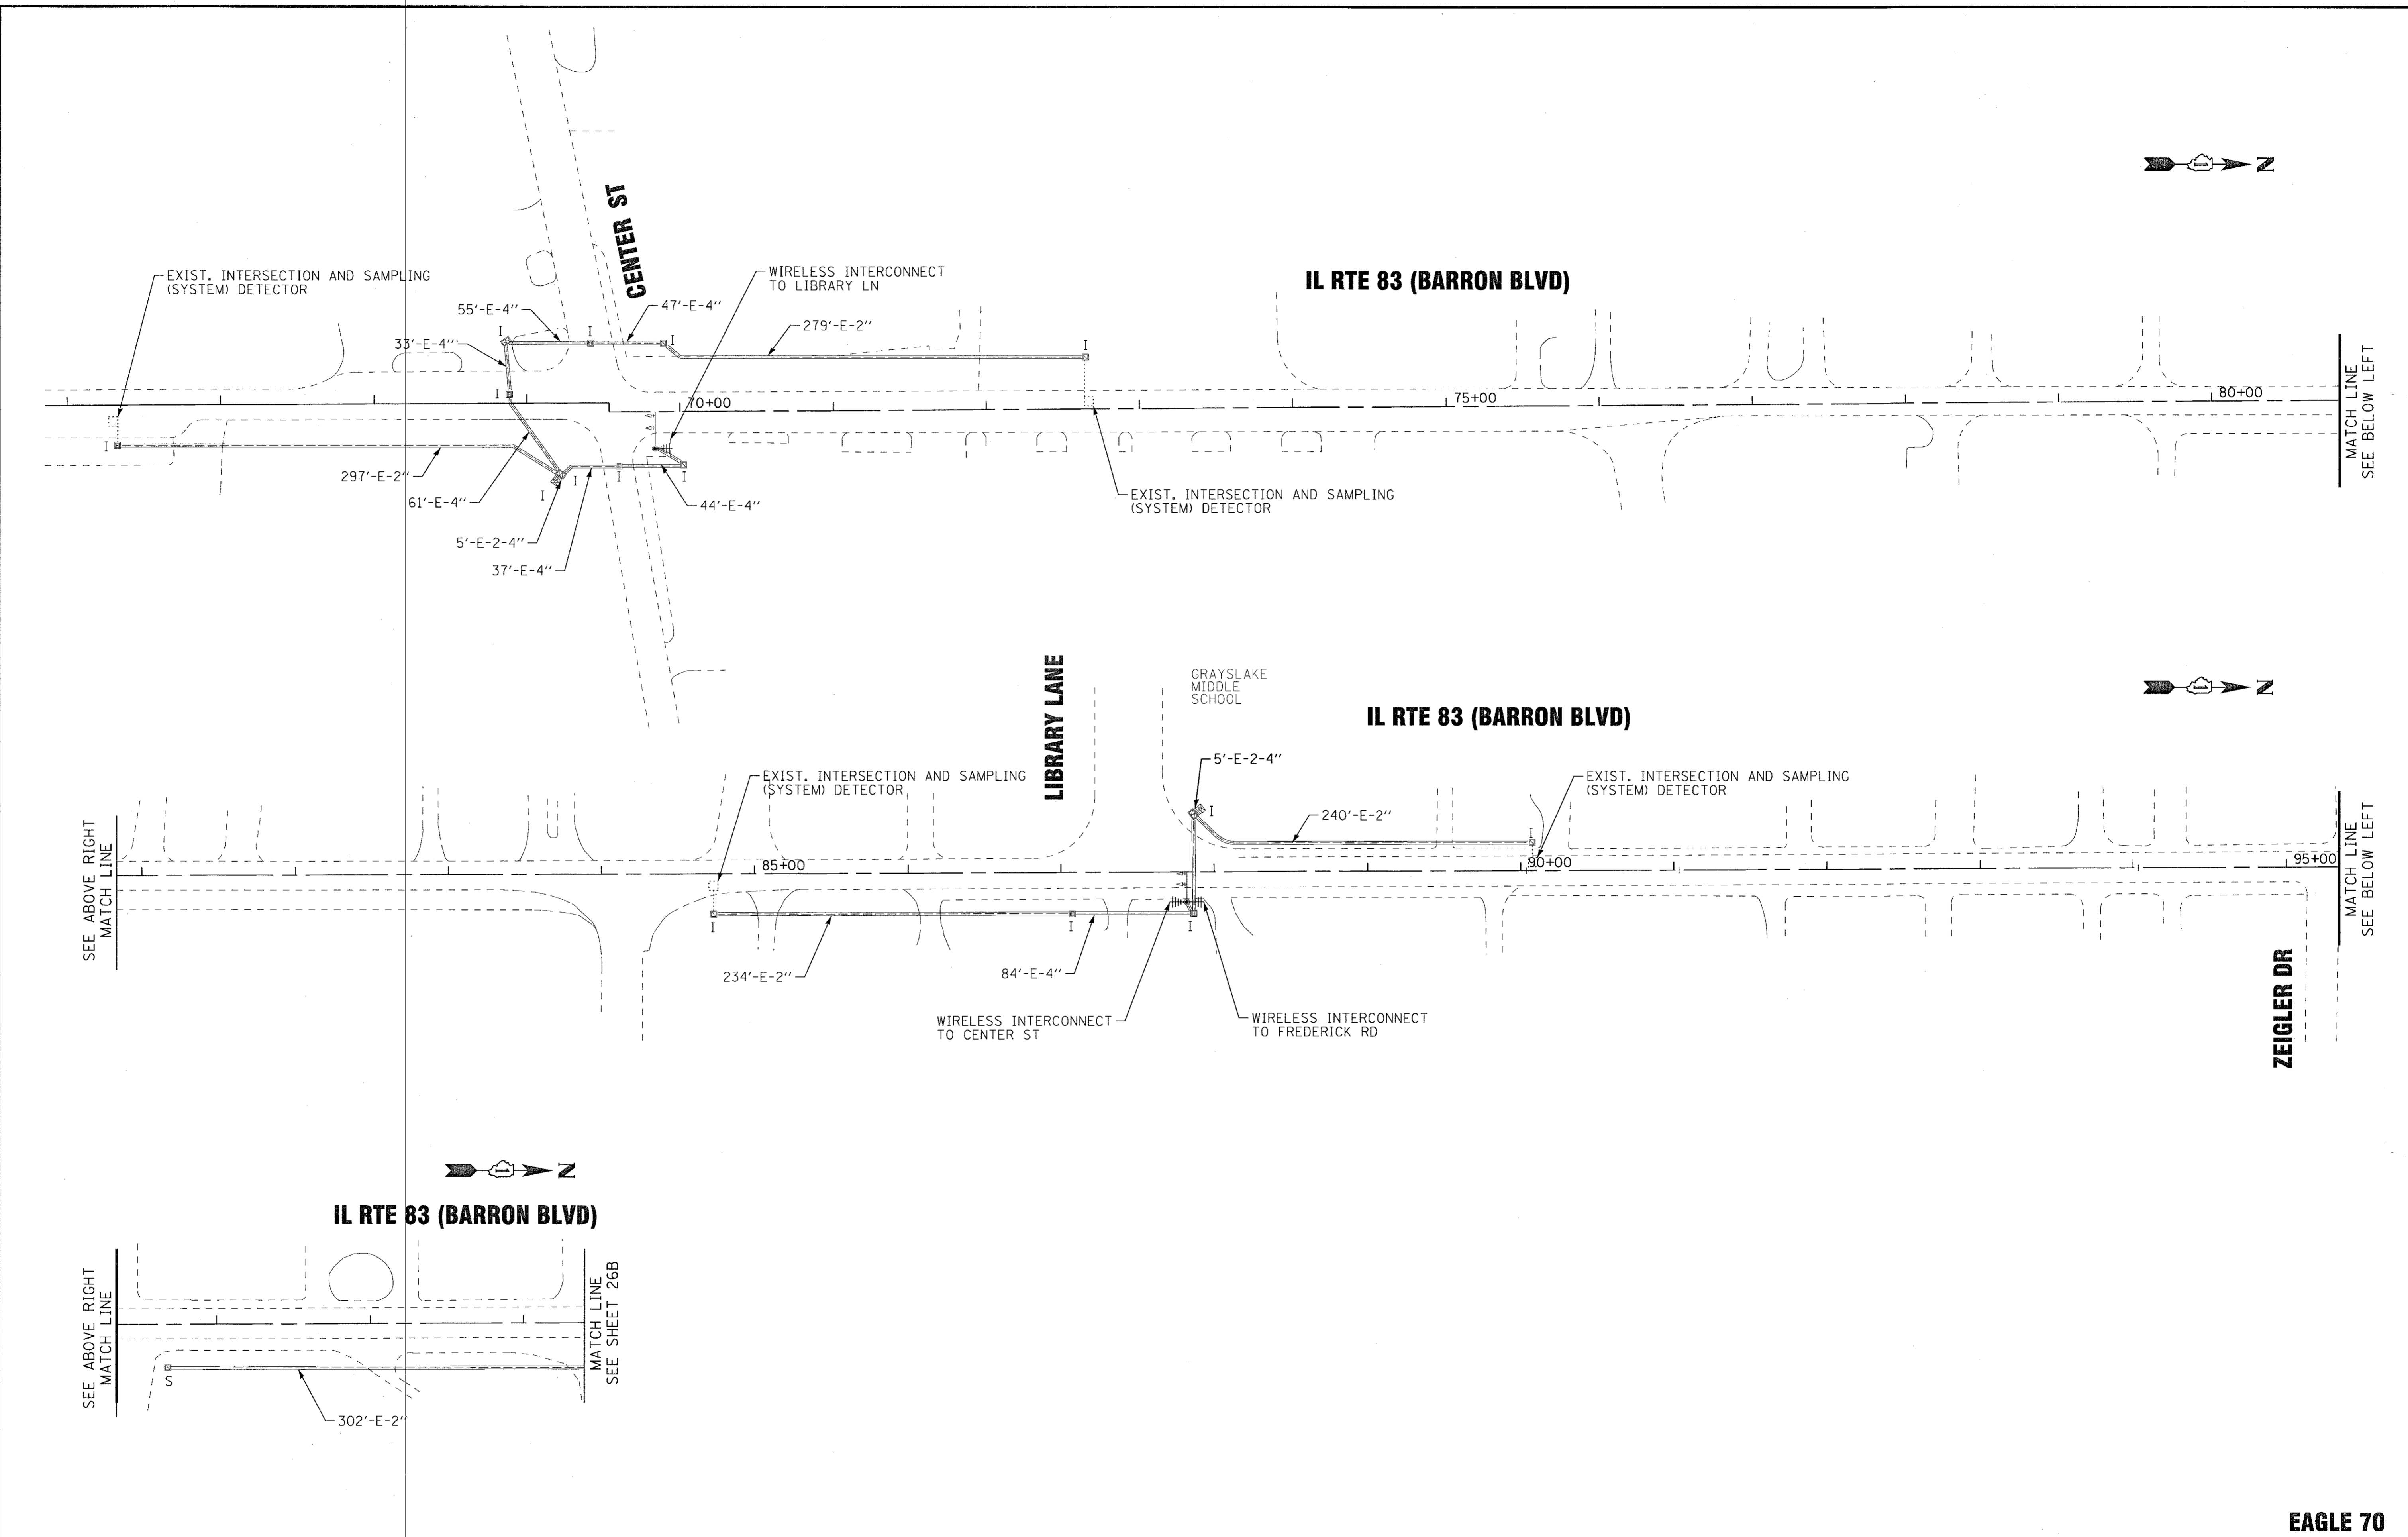 N
CENTER ST
EXIST. INTERSECTION AND SAMPLING
(SYSTEM) DETECTOR
WIRELESS INTERCONNECT
TO LIBRARY LN
IL RTE 83 (BARRON BLVD)
55'-E-4"
47'-E-4"
279'-E-2"
33'-E-4"
I
I
I
I
I
70+00
75+00
80+00
MATCH LINE
SEE BELOW LEFT
I
297'-E-2"
61'-E-4"
I
I
I
I
44'-E-4"
EXIST. INTERSECTION AND SAMPLING
(SYSTEM) DETECTOR
5'-E-2-4"
37'-E-4"
LIBRARY LANE
GRAYSLAKE
MIDDLE
SCHOOL
N
IL RTE 83 (BARRON BLVD)
5'-E-2-4"
EXIST. INTERSECTION AND SAMPLING
(SYSTEM) DETECTOR
EXIST. INTERSECTION AND SAMPLING
(SYSTEM) DETECTOR
I
240'-E-2"
I
SEE ABOVE RIGHT
MATCH LINE
85+00
90+00
95+00
MATCH LINE
SEE BELOW LEFT
I
I
I
234'-E-2"
84'-E-4"
WIRELESS INTERCONNECT
TO CENTER ST
WIRELESS INTERCONNECT
TO FREDERICK RD
ZEIGLER DR
N
IL RTE 83 (BARRON BLVD)
SEE ABOVE RIGHT
MATCH LINE
MATCH LINE
SEE SHEET 26B
S
302'-E-2"
EAGLE 70